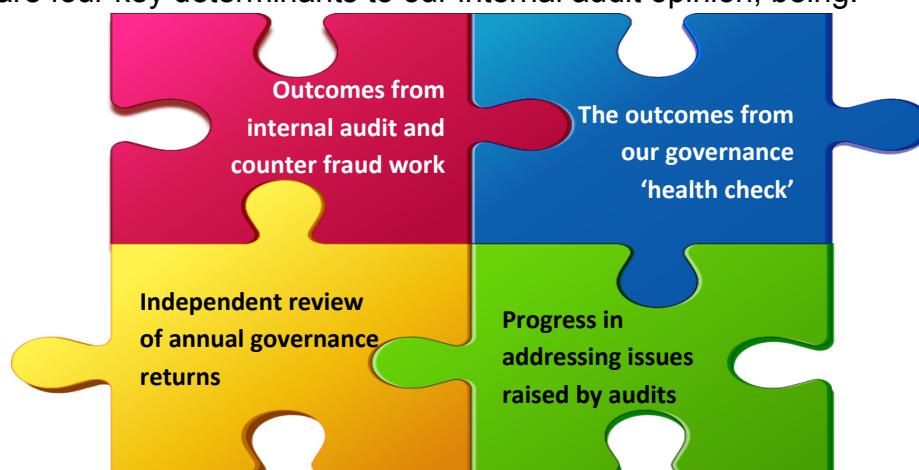 are four key determinants to our internal audit opinion, being:
Outcomes from
internal audit and
counter fraud work
The outcomes from
our governance
‘health check’
Independent review
of annual governance
returns
Progress in
addressing issues
raised by audits